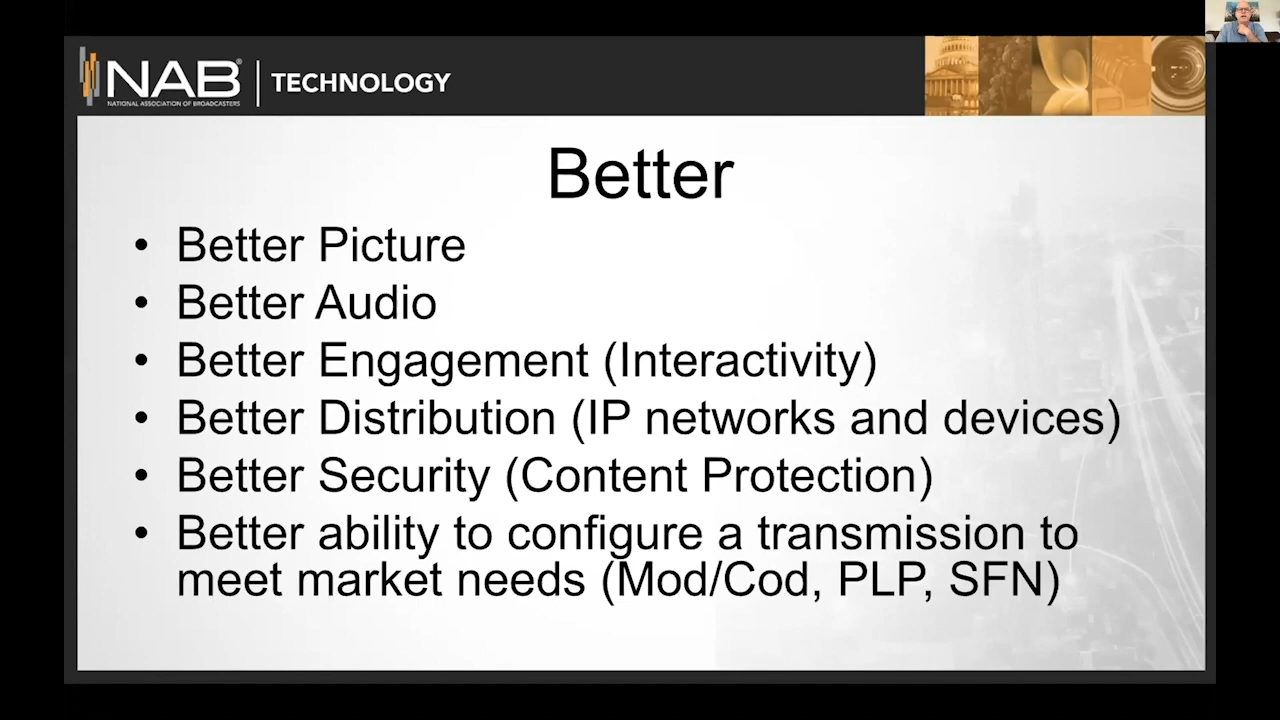 NAB® TECHNOLOGY
NATIONAL ASSOCIATION OF BROADCASTERS
Better
• Better Picture
• Better Audio
• Better Engagement (Interactivity)
• Better Distribution (IP networks and devices)
• Better Security (Content Protection)
• Better ability to configure a transmission to
meet market needs (Mod/Cod, PLP, SFN)